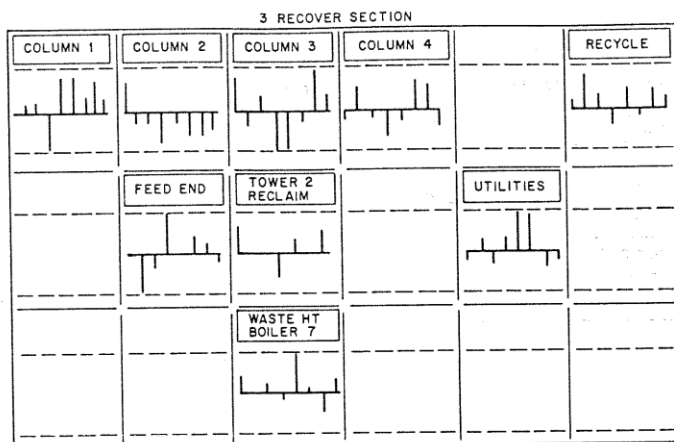 3 RECOVER SECTION
COLUMN 1
COLUMN 2
COLUMN 3
COLUMN 4
RECYCLE
FEED END
TOWER 2
RECLAIM
UTILITIES
WASTE HT
BOILER 7